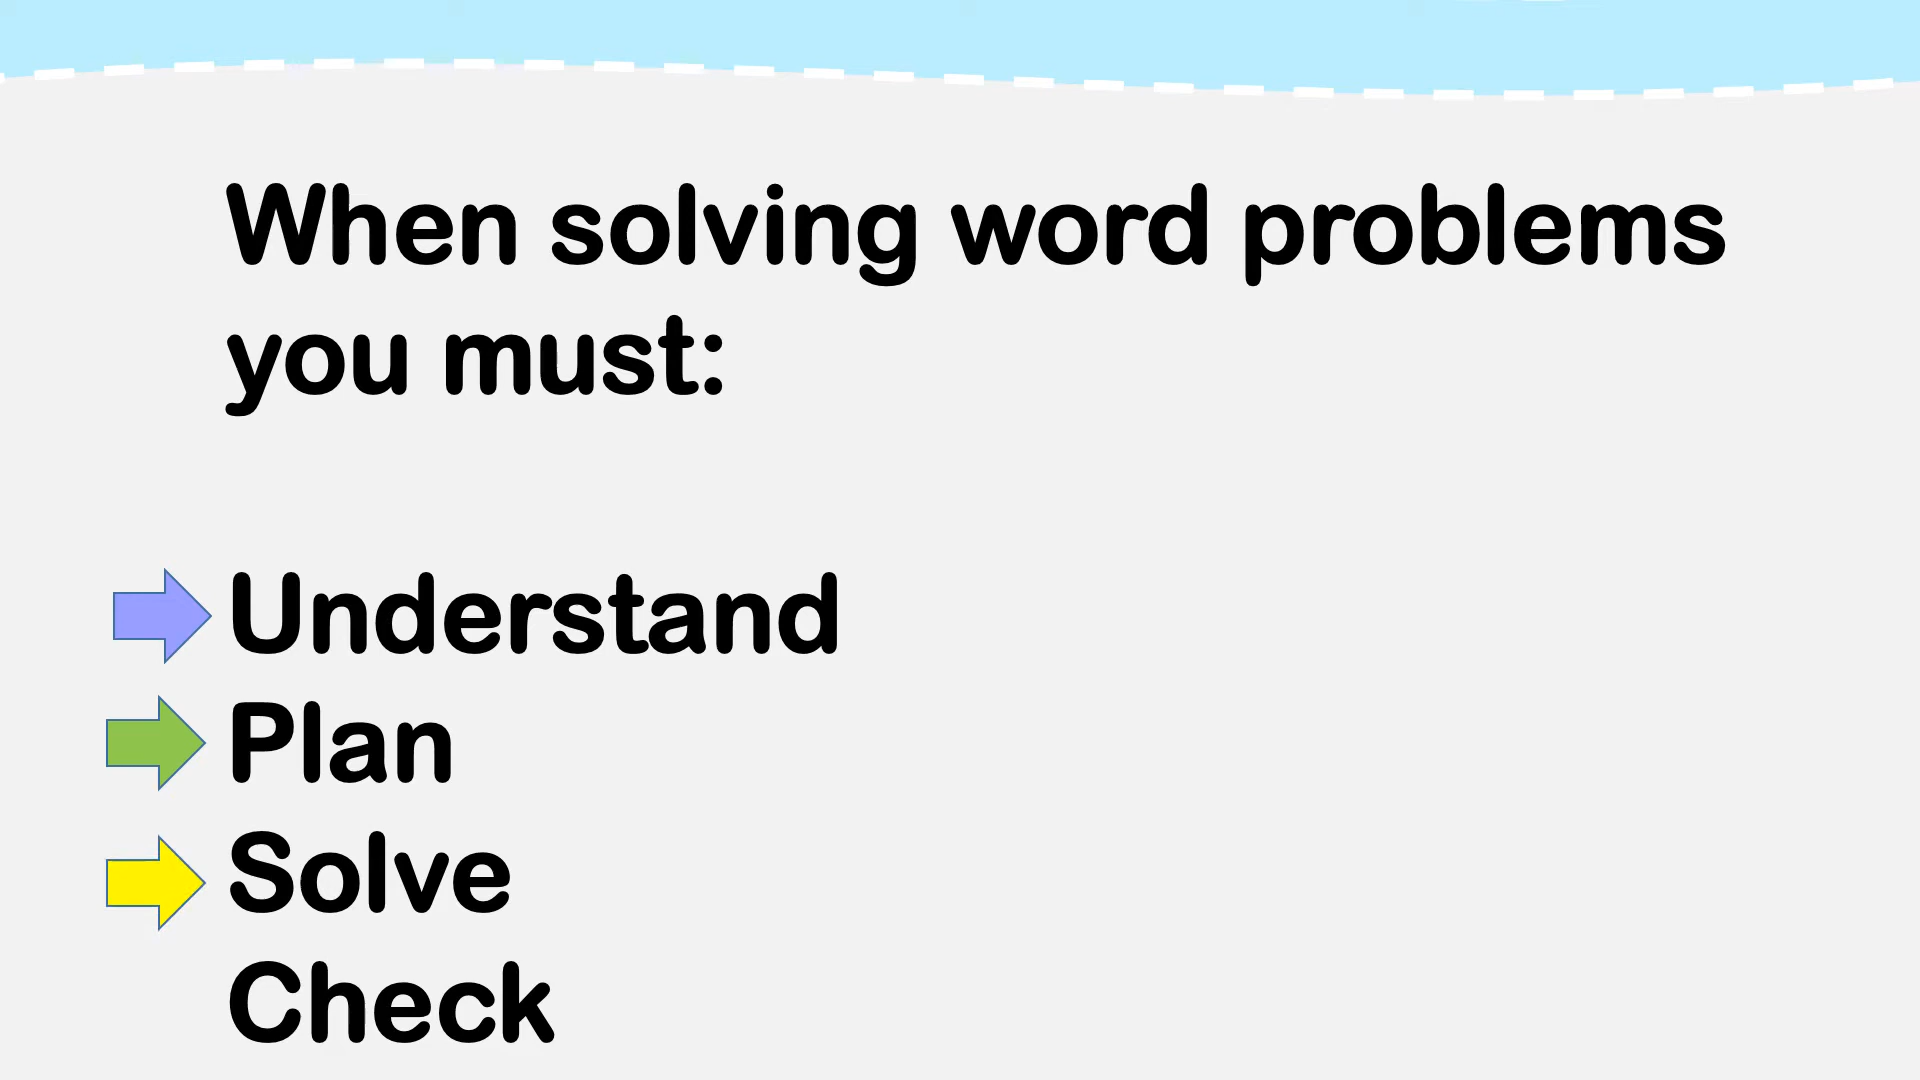 When solving word problems
you must:
Understand
Plan
Solve
Check